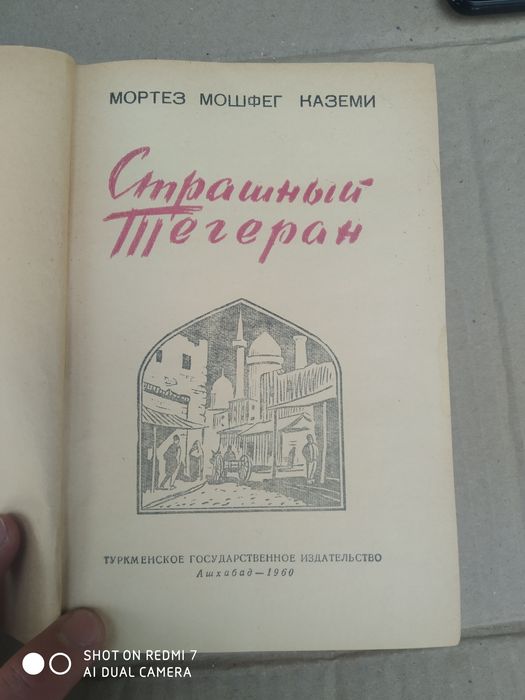 МОРТЕЗ МОШФЕГ КАЗЕМИ
Страшный
Тегеран
ТУРКМЕНСКОЕ ГОСУДАРСТВЕННОЕ ИЗДАТЕЛЬСТВО
Ашхабад — 1960
SHOT ON REDMI 7
AI DUAL CAMERA